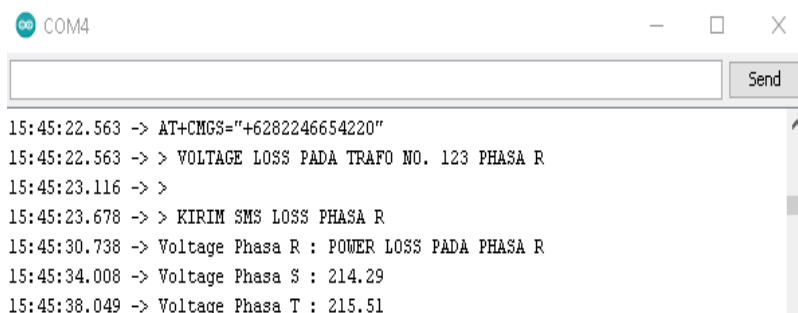 COM4
Send
15:45:22.563 -> AT+CMGS="+6282246654220"
15:45:22.563 -> > VOLTAGE LOSS PADA TRAFO NO. 123 PHASA R
15:45:23.116 -> >
15:45:23.678 -> > KIRIM SMS LOSS PHASA R
15:45:30.738 -> Voltage Phasa R : POWER LOSS PADA PHASA R
15:45:34.008 -> Voltage Phasa S : 214.29
15:45:38.049 -> Voltage Phasa T : 215.51